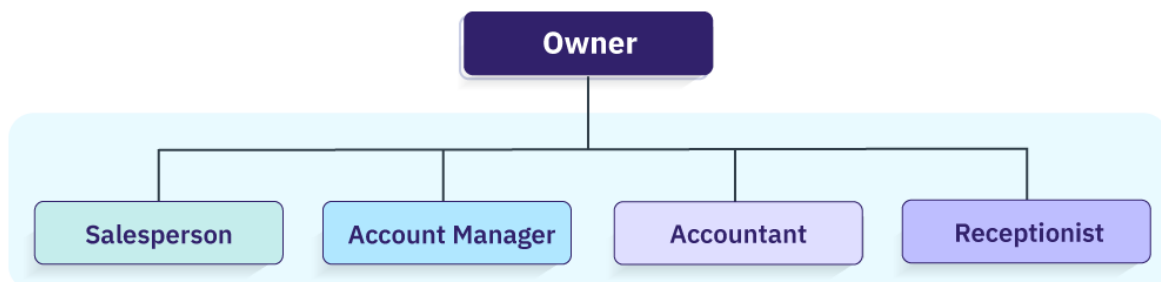 Owner
Salesperson
Account Manager
Accountant
Receptionist